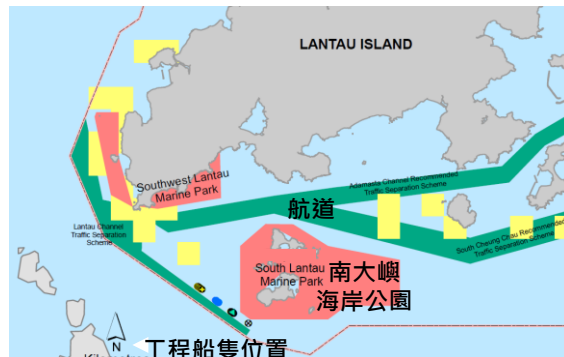 LANTAU ISLAND
Southwest Lantau
Marine Park
Adamasta Channel Recommended
Traffic Separation Scheme
航道
Lantau Channel
Traffic Separation
Scheme
South Cheung Chau Recommended
Traffic Separation Scheme
South Lantau
Marine Park
南大嶼
海岸公園
N
工程船隻位置